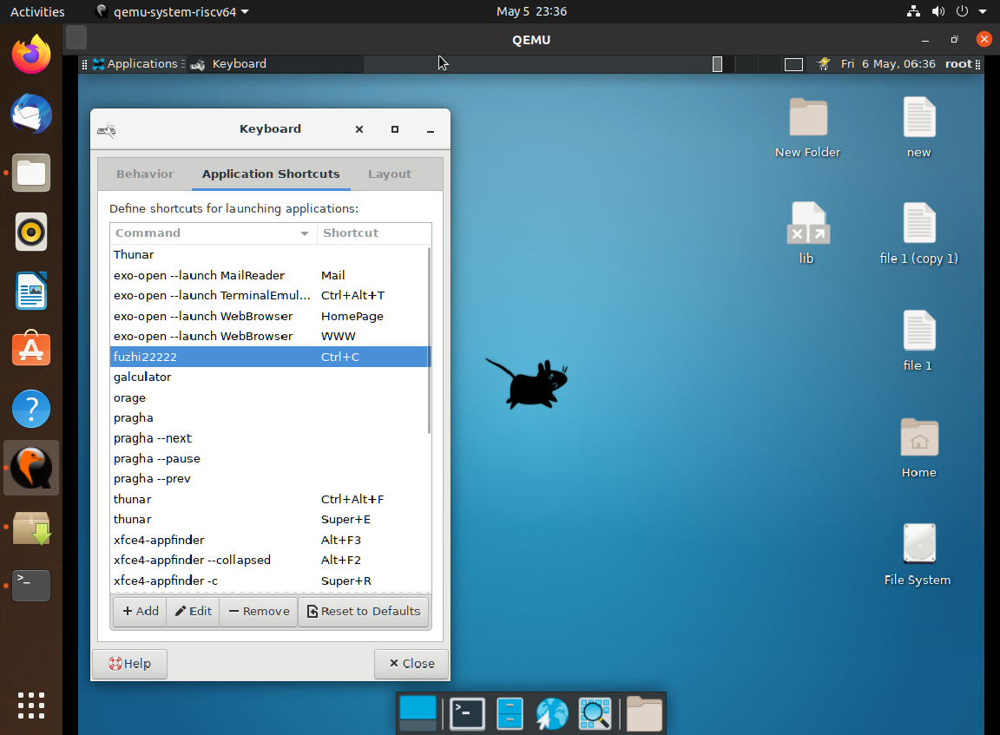 Activities qemu-system-riscv64 May 5 23:36
QEMU
Applications Keyboard Fri 6 May, 06:36 root
Keyboard
Behavior Application Shortcuts Layout
Define shortcuts for launching applications:
Command Shortcut
Thunar
exo-open --launch MailReader Mail
exo-open --launch TerminalEmul... Ctrl+Alt+T
exo-open --launch WebBrowser HomePage
exo-open --launch WebBrowser WWW
fuzhi22222 Ctrl+C
galculator
orage
pragha
pragha --next
pragha --pause
pragha --prev
thunar Ctrl+Alt+F
thunar Super+E
xfce4-appfinder Alt+F3
xfce4-appfinder --collapsed Alt+F2
xfce4-appfinder -c Super+R
Add Edit Remove Reset to Defaults
Help Close
New Folder new
lib file 1 (copy 1)
file 1
Home
File System